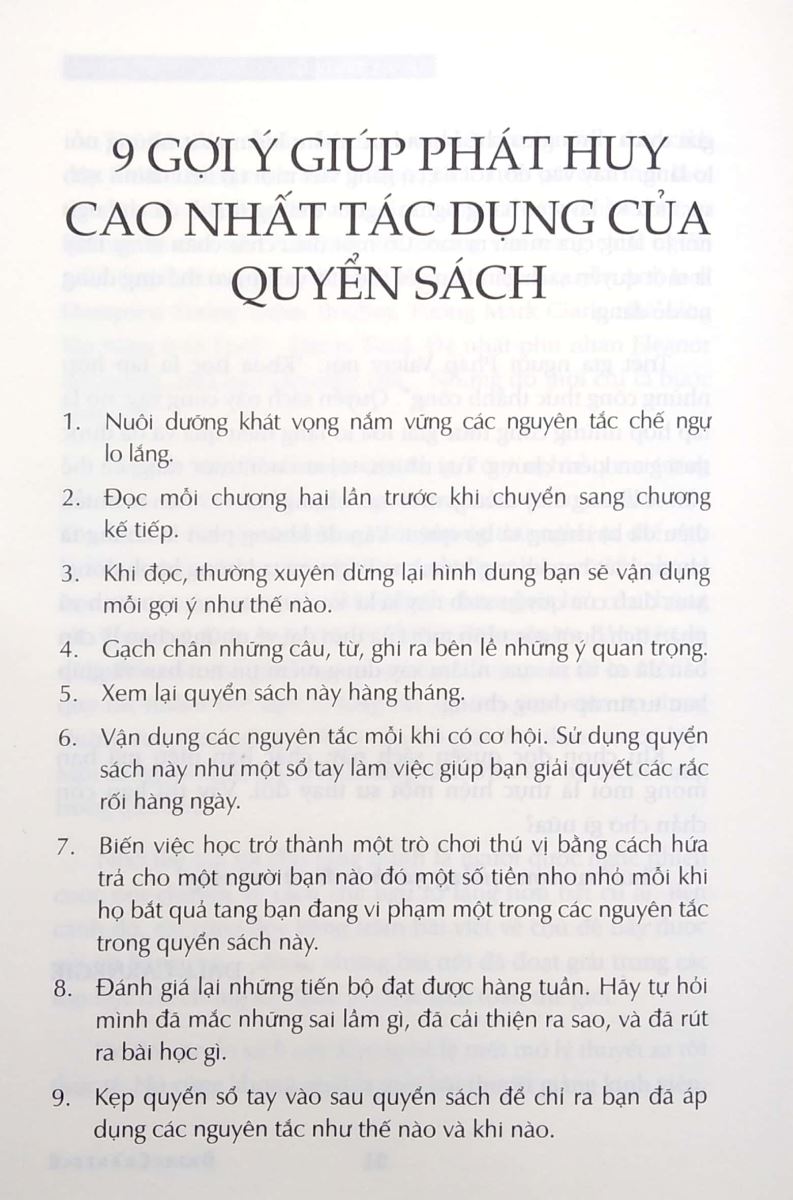 9 GỢI Ý GIÚP PHÁT HUY
CAO NHẤT TÁC DỤNG CỦA
QUYỂN SÁCH
1. Nuôi dưỡng khát vọng nắm vững các nguyên tắc chế ngự
lo lắng.
2. Đọc mỗi chương hai lần trước khi chuyển sang chương
kế tiếp.
3. Khi đọc, thường xuyên dừng lại hình dung bạn sẽ vận dụng
mỗi gợi ý như thế nào.
4. Gạch chân những câu, từ, ghi ra bên lề những ý quan trọng.
5. Xem lại quyển sách này hàng tháng.
6. Vận dụng các nguyên tắc mỗi khi có cơ hội. Sử dụng quyển
sách này như một sổ tay làm việc giúp bạn giải quyết các rắc
rối hàng ngày.
7. Biến việc học trở thành một trò chơi thú vị bằng cách hứa
trả cho một người bạn nào đó một số tiền nho nhỏ mỗi khi
họ bắt quả tang bạn đang vi phạm một trong các nguyên tắc
trong quyển sách này.
8. Đánh giá lại những tiến bộ đạt được hàng tuần. Hãy tự hỏi
mình đã mắc những sai lầm gì, đã cải thiện ra sao, và đã rút
ra bài học gì.
9. Kẹp quyển sổ tay vào sau quyển sách để chỉ ra bạn đã áp
dụng các nguyên tắc như thế nào và khi nào.